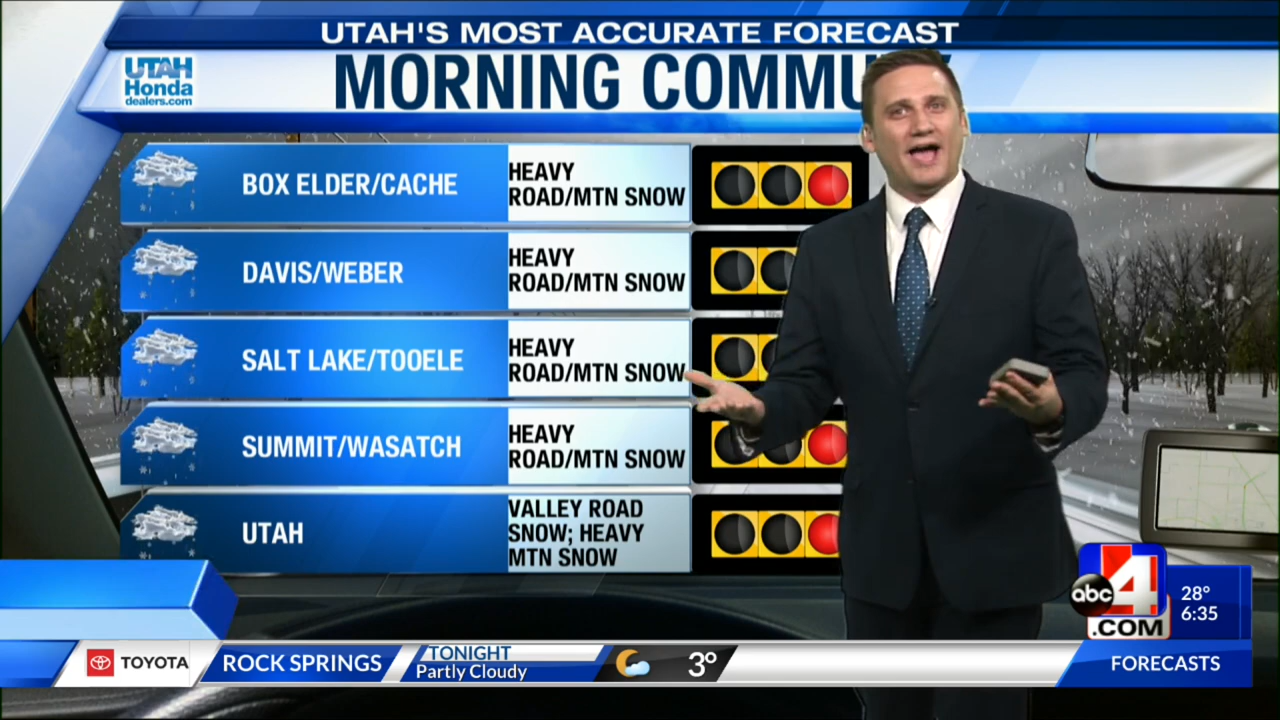 UTAH'S MOST ACCURATE FORECAST
UTAH
Honda
dealers.com
MORNING COMMU
BOX ELDER/CACHE
HEAVY
ROAD/MTN SNOW
DAVIS/WEBER
HEAVY
ROAD/MTN SNOW
SALT LAKE/TOOELE
HEAVY
ROAD/MTN SNOW
SUMMIT/WASATCH
HEAVY
ROAD/MTN SNOW
UTAH
VALLEY ROAD
SNOW; HEAVY
MTN SNOW
abc 4
.COM
28°
6:35
TOYOTA
ROCK SPRINGS
TONIGHT
Partly Cloudy
3°
FORECASTS